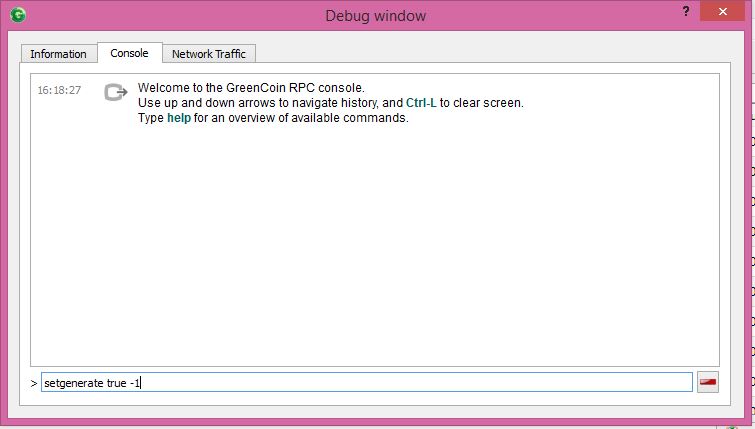 Debug window
?
Information
Console
Network Traffic
16:18:27
Welcome to the GreenCoin RPC console.
Use up and down arrows to navigate history, and Ctrl-L to clear screen.
Type help for an overview of available commands.
> setgenerate true -1